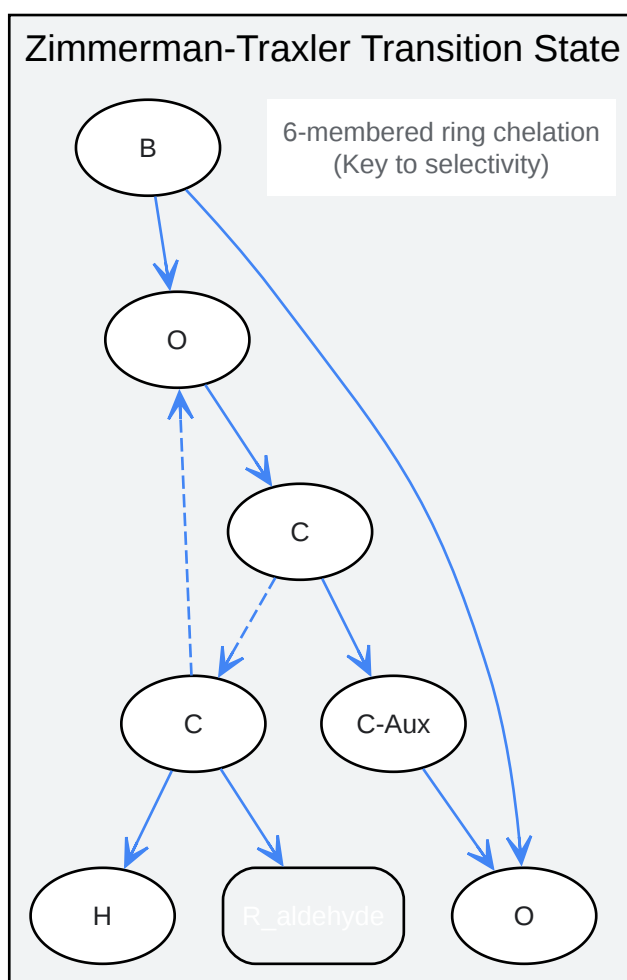 Zimmerman-Traxler Transition State
B
6-membered ring chelation
(Key to selectivity)
O
C
C
C-Aux
H
R_aldehyde
O